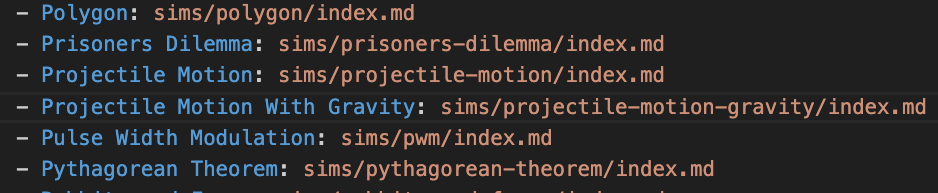 - Polygon: sims/polygon/index.md
- Prisoners Dilemma: sims/prisoners-dilemma/index.md
- Projectile Motion: sims/projectile-motion/index.md
- Projectile Motion With Gravity: sims/projectile-motion-gravity/index.md
- Pulse Width Modulation: sims/pwm/index.md
- Pythagorean Theorem: sims/pythagorean-theorem/index.md